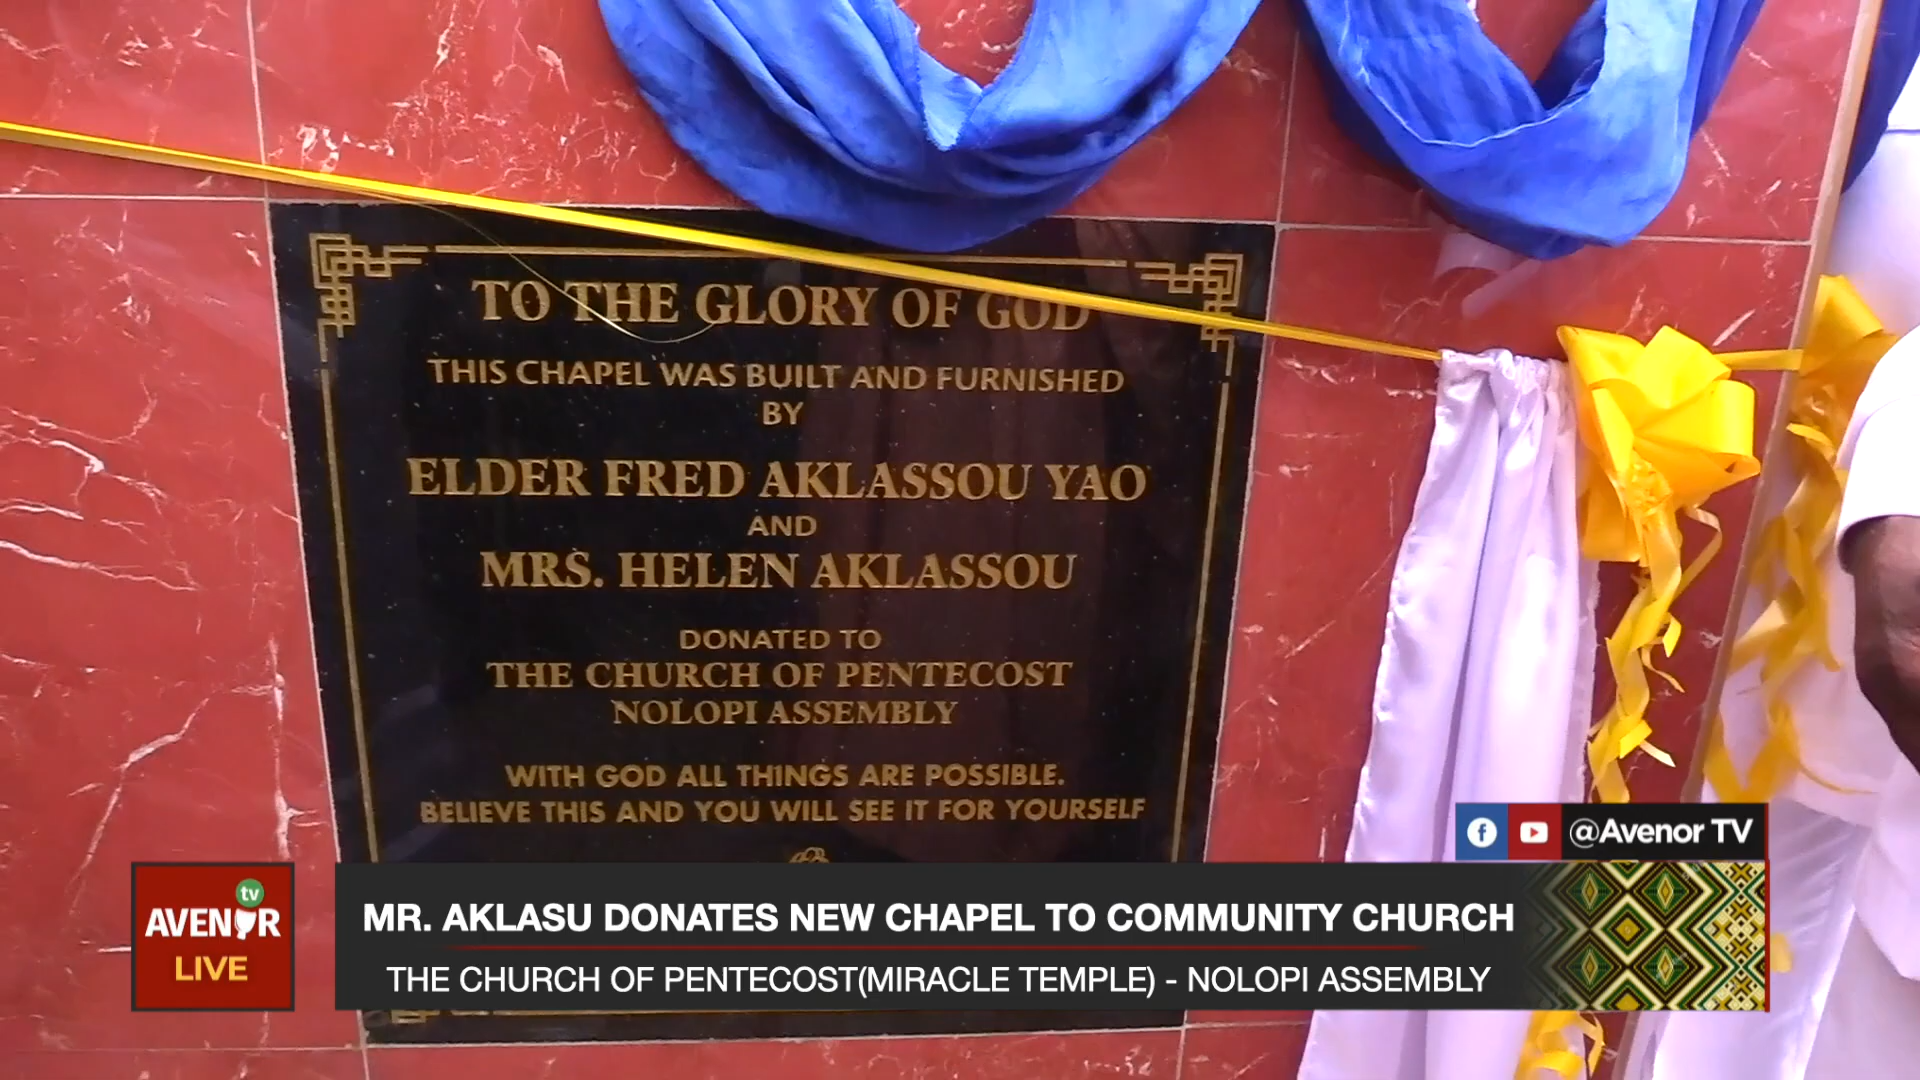 TO THE GLORY OF GOD
THIS CHAPEL WAS BUILT AND FURNISHED
BY
ELDER FRED AKLASSOU YAO
AND
MRS. HELEN AKLASSOU
DONATED TO
THE CHURCH OF PENTECOST
NOLOPI ASSEMBLY
WITH GOD ALL THINGS ARE POSSIBLE.
BELIEVE THIS AND YOU WILL SEE IT FOR YOURSELF
@Avenor TV
tv
AVENOR
LIVE
MR. AKLASU DONATES NEW CHAPEL TO COMMUNITY CHURCH
THE CHURCH OF PENTECOST(MIRACLE TEMPLE) - NOLOPI ASSEMBLY